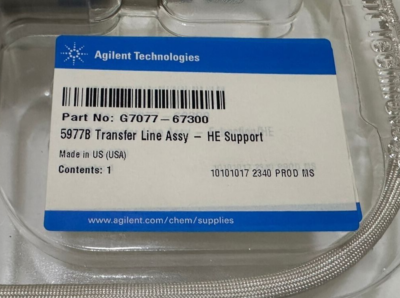 Agilent Technologies
Part No: G7077-67300
5977B Transfer Line Assy - HE Support
Made in US (USA)
Contents: 1
10101017 2340 PROD MS
www.agilent.com/chem/supplies